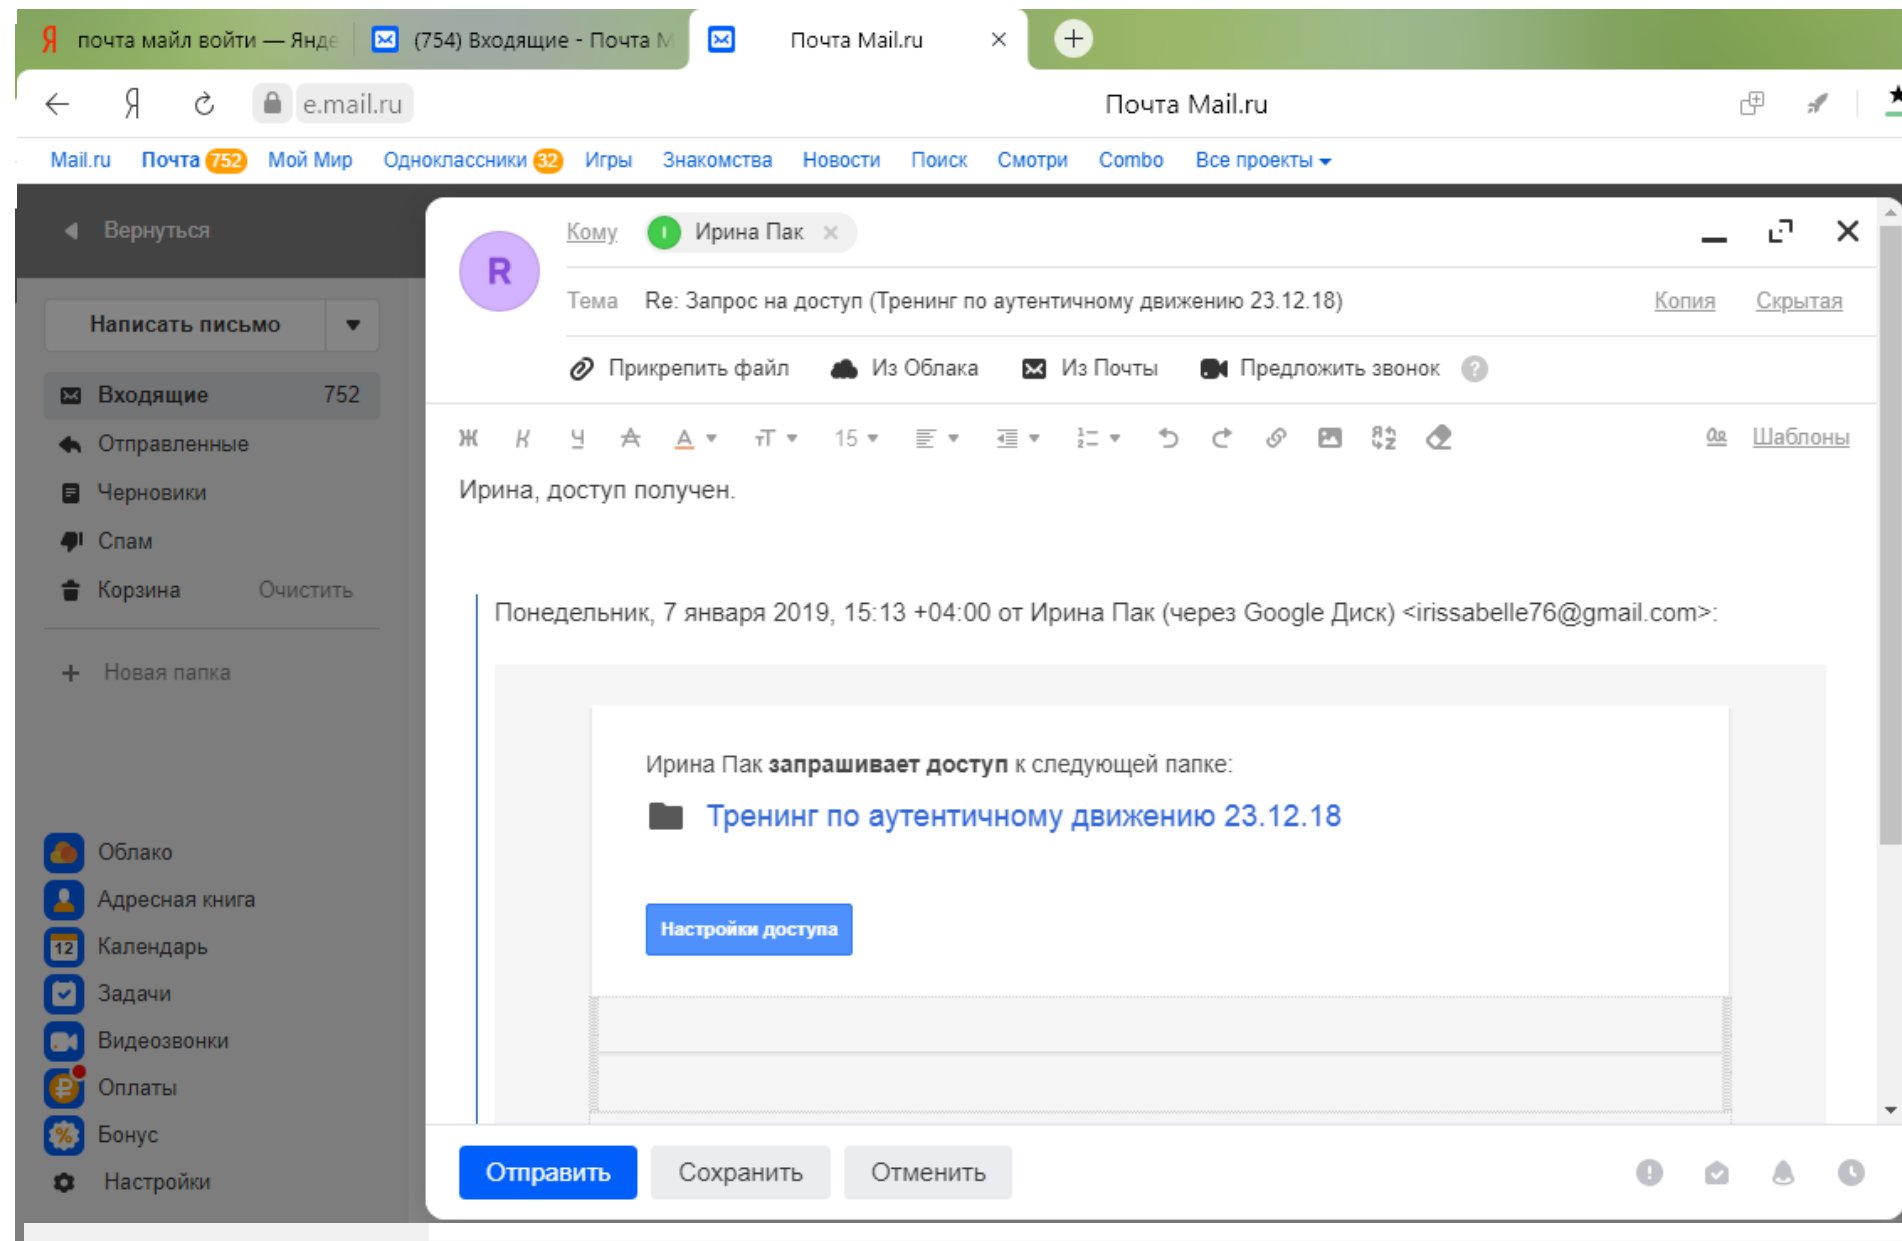 Я почта майл войти — Янде
(754) Входящие - Почта М
Почта Mail.ru
Я e.mail.ru Почта Mail.ru
Mail.ru Почта 752 Мой Мир Одноклассники 32 Игры Знакомства Новости Поиск Смотри Combo Все проекты
Вернуться
Написать письмо
Входящие 752
Отправленные
Черновики
Спам
Корзина Очистить
Новая папка
Облако
Адресная книга
12 Календарь
Задачи
Видеозвонки
Оплаты
Бонус
Настройки
R
Кому I Ирина Пак
Тема Re: Запрос на доступ (Тренинг по аутентичному движению 23.12.18) Копия Скрытая
Прикрепить файл Из Облака Из Почты Предложить звонок ?
Ж К Ч А А тТ 15 Шаблоны
Ирина, доступ получен.
Понедельник, 7 января 2019, 15:13 +04:00 от Ирина Пак (через Google Диск) <irissabelle76@gmail.com>:
Ирина Пак запрашивает доступ к следующей папке:
Тренинг по аутентичному движению 23.12.18
Настройки доступа
Отправить Сохранить Отменить